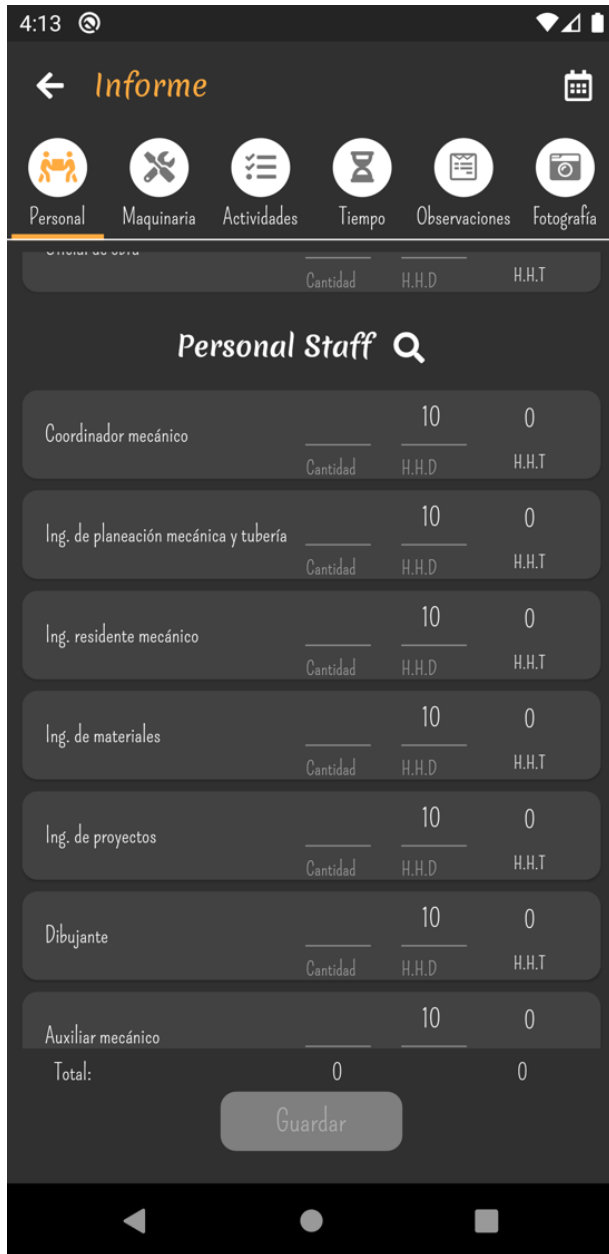 4:13
Informe
Personal Maquinaria Actividades Tiempo Observaciones Fotografía
Cantidad H.H.D H.H.T
Personal Staff
10 0
Coordinador mecánico
Cantidad H.H.D H.H.T
10 0
Ing. de planeación mecánica y tubería
Cantidad H.H.D H.H.T
10 0
Ing. residente mecánico
Cantidad H.H.D H.H.T
10 0
Ing. de materiales
Cantidad H.H.D H.H.T
10 0
Ing. de proyectos
Cantidad H.H.D H.H.T
10 0
Dibujante
Cantidad H.H.D H.H.T
10 0
Auxiliar mecánico
Total: 0 0
Guardar